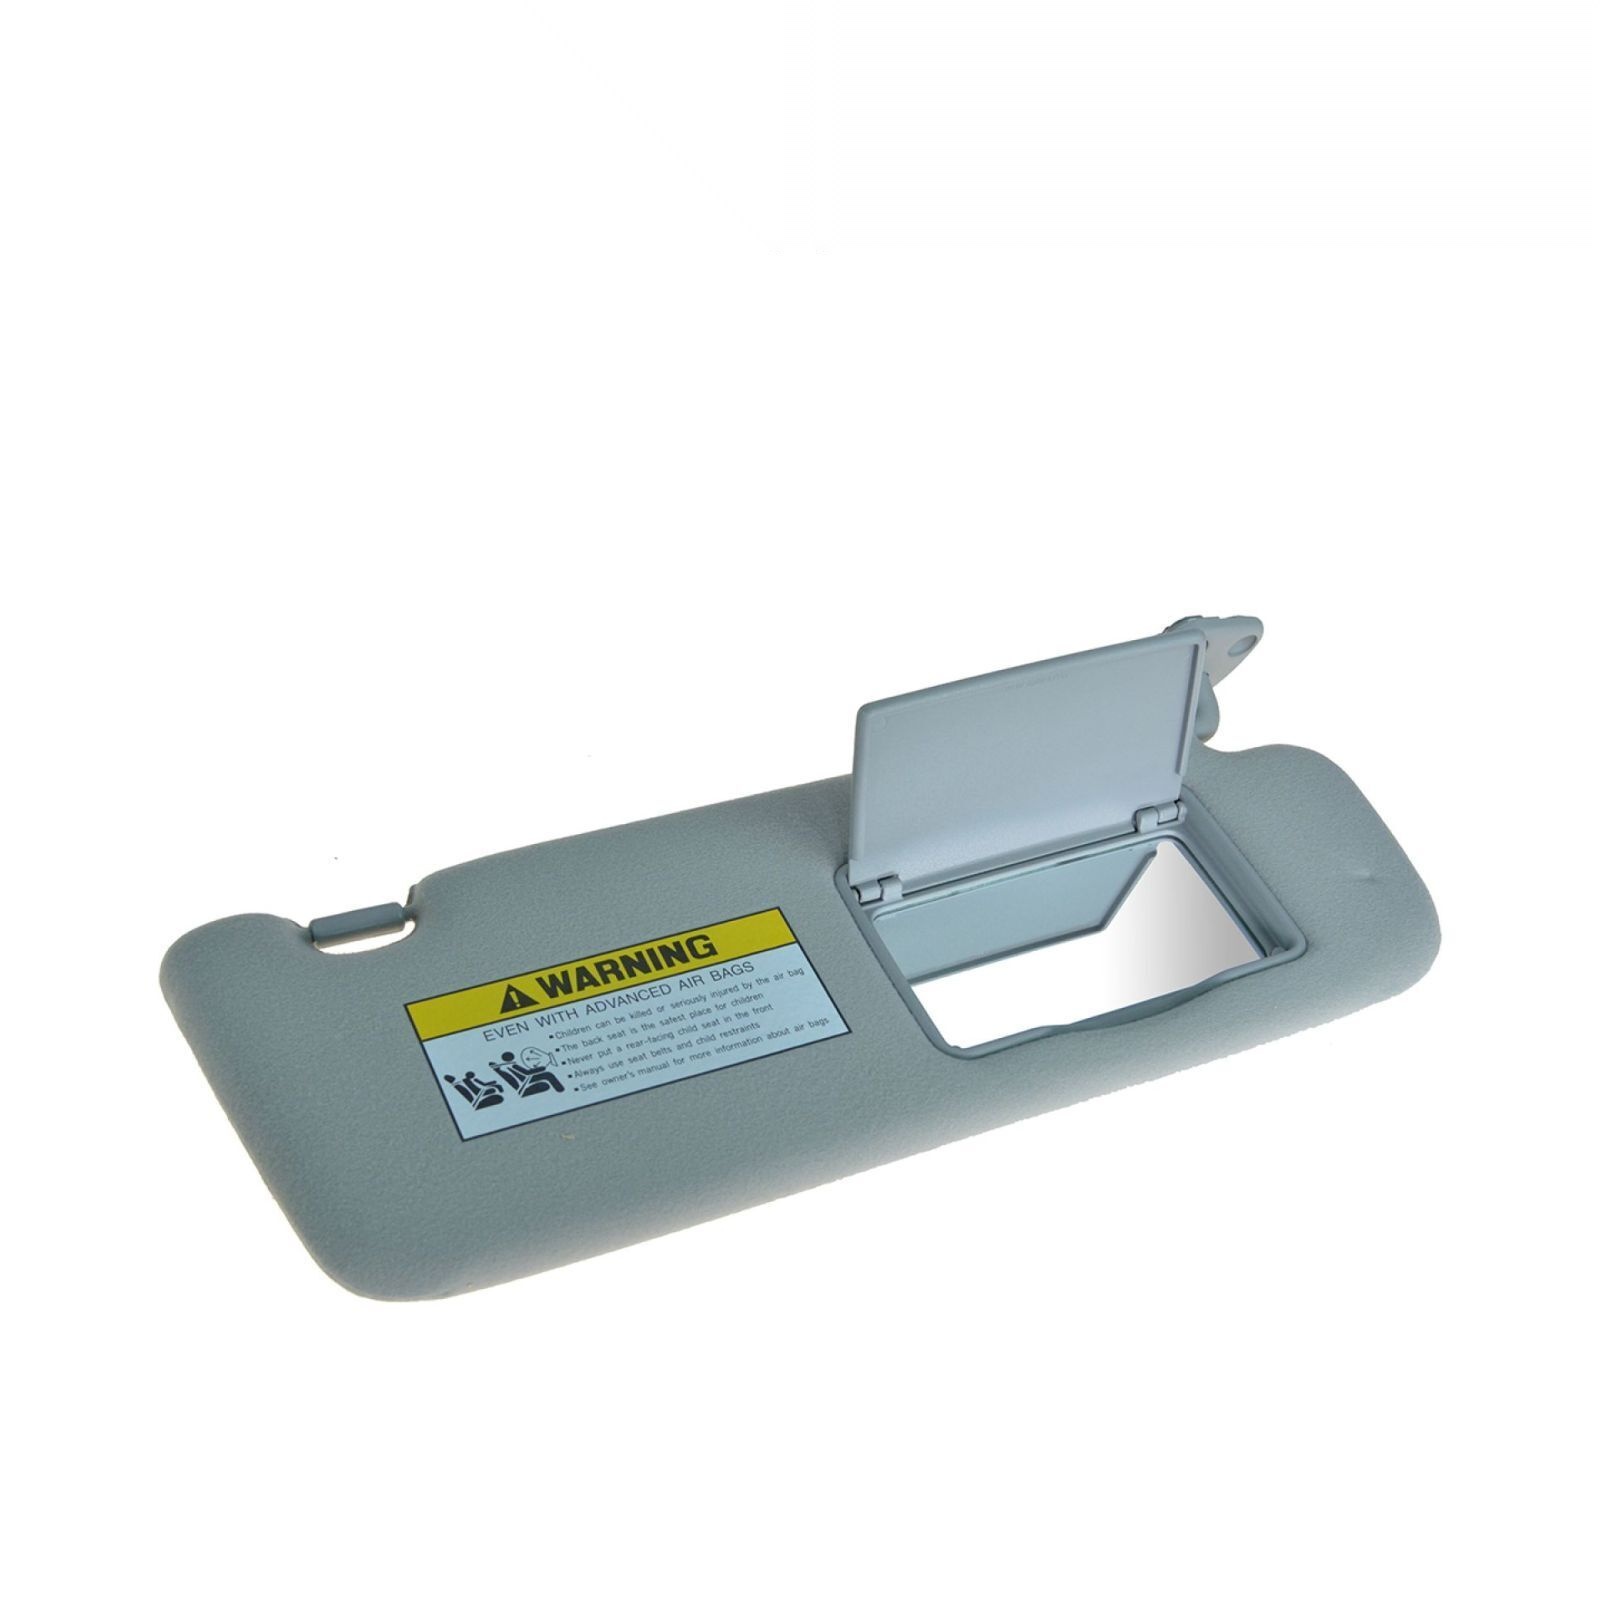 WARNING
EVEN WITH ADVANCED AIR BAGS
▪Children can be killed or seriously injured by the air bag
▪The back seat is the safest place for children
▪Never put a rear-facing child seat in the front
▪Always use seat belts and child restraints
▪See owner's manual for more information about air bags